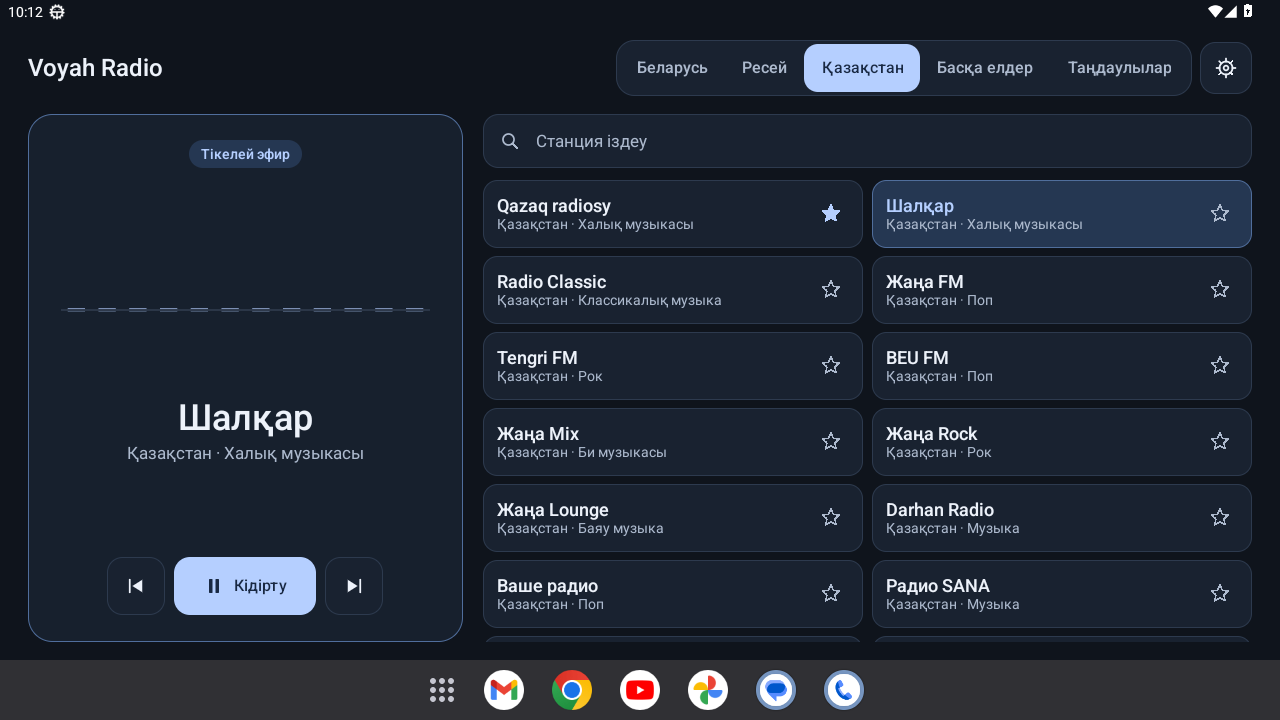 10:12
Voyah Radio
Беларусь
Ресей
Қазақстан
Басқа елдер
Таңдаулылар
Тікелей эфир
Шалқар
Қазақстан · Халық музыкасы
Кідірту
Станция іздеу
Qazaq radiosy
Қазақстан · Халық музыкасы
Шалқар
Қазақстан · Халық музыкасы
Radio Classic
Қазақстан · Классикалық музыка
Жаңа FM
Қазақстан · Поп
Tengri FM
Қазақстан · Рок
BEU FM
Қазақстан · Поп
Жаңа Mix
Қазақстан · Би музыкасы
Жаңа Rock
Қазақстан · Рок
Жаңа Lounge
Қазақстан · Баяу музыка
Darhan Radio
Қазақстан · Музыка
Ваше радио
Қазақстан · Поп
Радио SANA
Қазақстан · Музыка